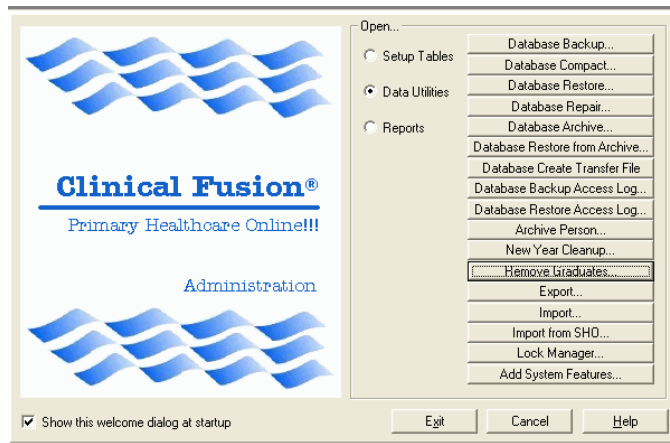 Open...
Setup Tables
Data Utilities
Reports
Database Backup...
Database Compact...
Database Restore...
Database Repair...
Database Archive...
Database Restore from Archive...
Database Create Transfer File
Database Backup Access Log...
Database Restore Access Log...
Archive Person...
New Year Cleanup...
Remove Graduates...
Export...
Import...
Import from SHO...
Lock Manager...
Add System Features...
Clinical Fusion®
Primary Healthcare Online!!!
Administration
Show this welcome dialog at startup
Exit
Cancel
Help